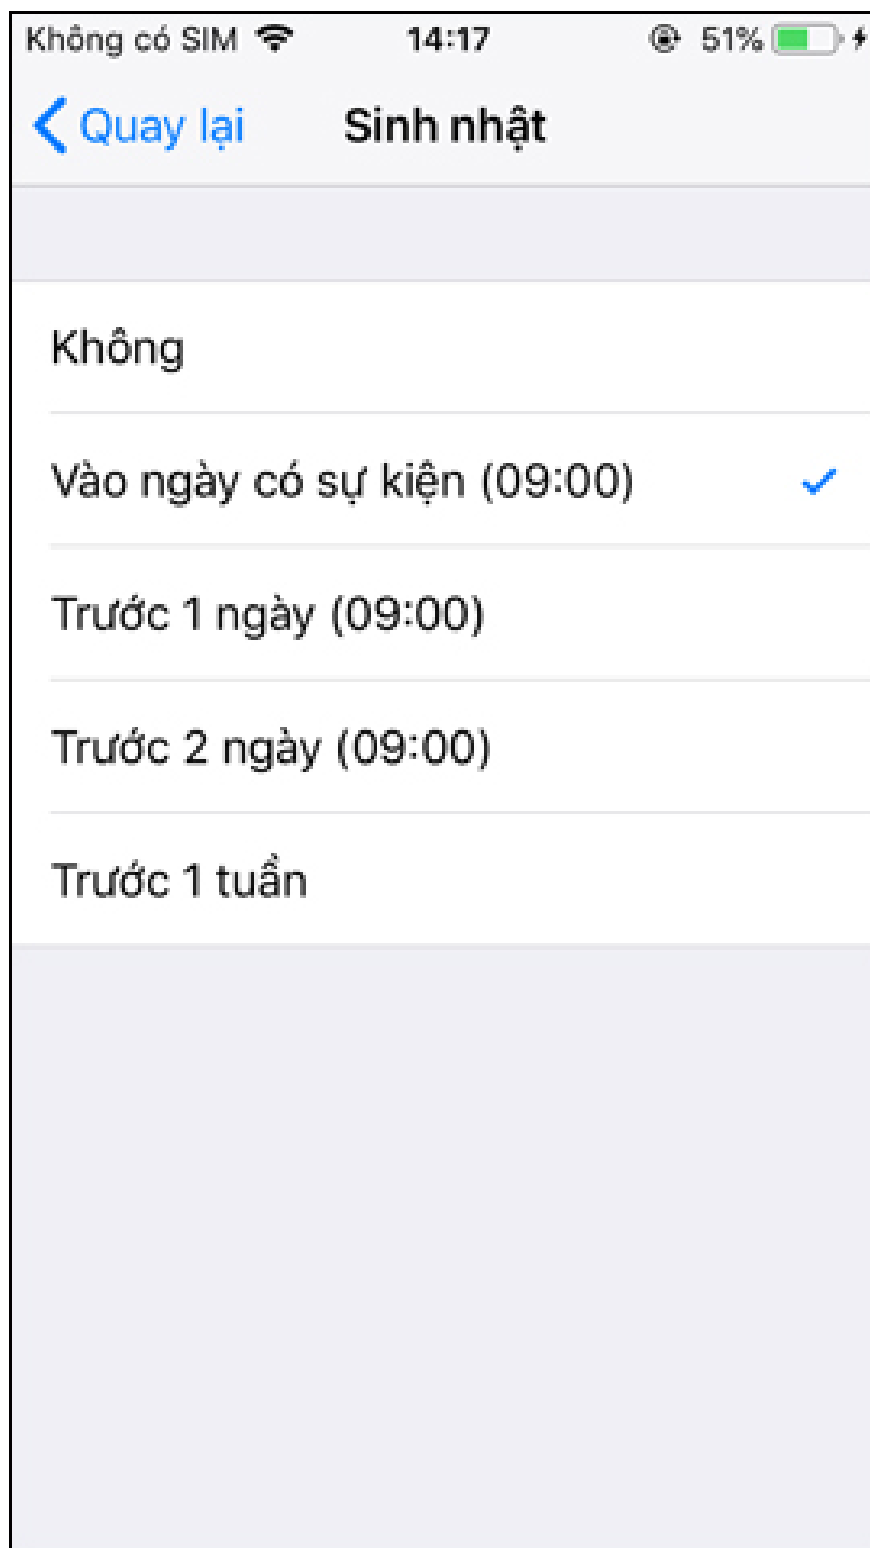 Không có SIM 14:17 51%
Quay lại Sinh nhật
Không
Vào ngày có sự kiện (09:00)
Trước 1 ngày (09:00)
Trước 2 ngày (09:00)
Trước 1 tuần